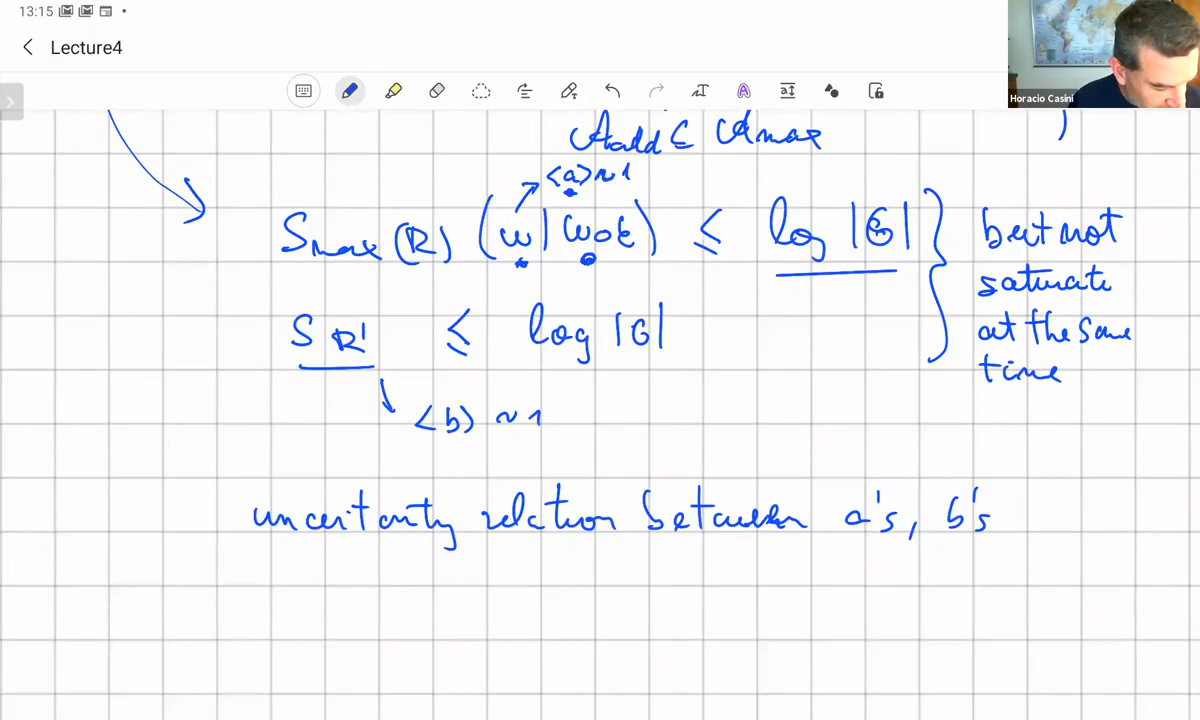 13:15
Lecture4
Horacio Casini
Aadd ⊂ Amax )
<a> ~ 1
Smax(R) (ω | ω∘ε) ≤ log |G| } but not
saturate
S R' ≤ log |G| at the same
time
<b> ~ 1
uncertainty relation between a's, b's